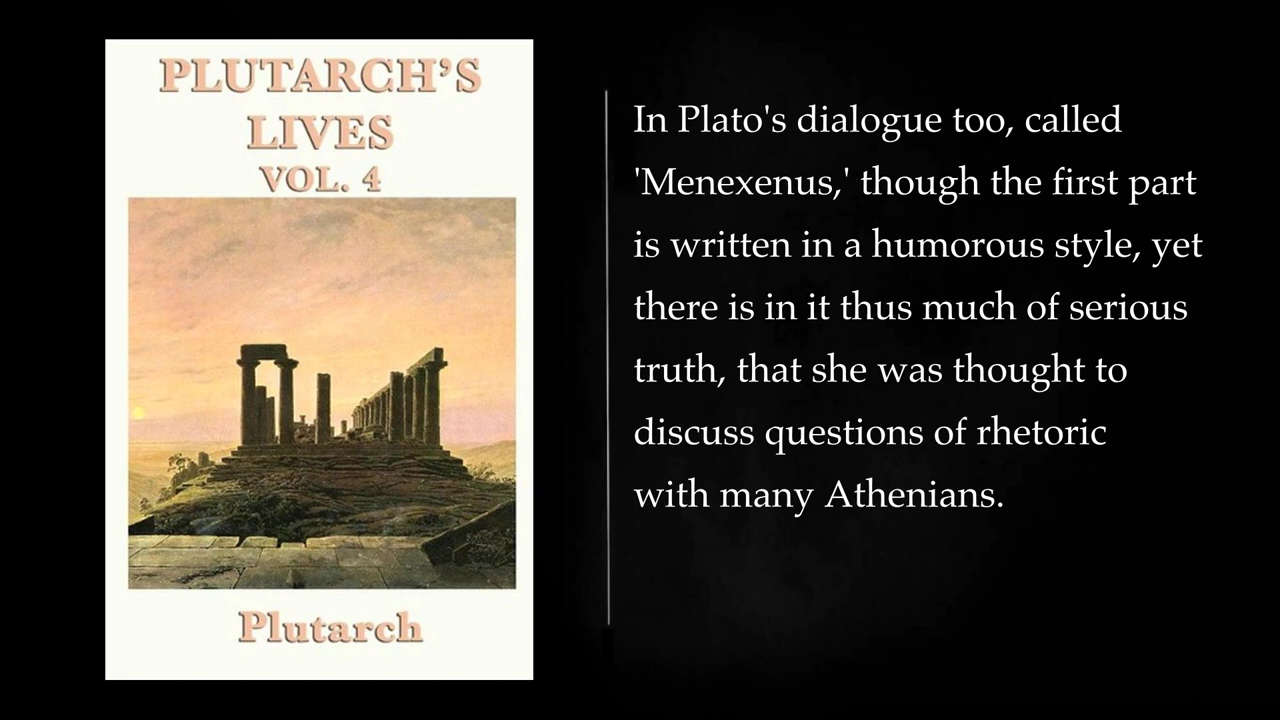 PLUTARCH'S
LIVES
VOL. 4
Plutarch
In Plato's dialogue too, called
'Menexenus,' though the first part
is written in a humorous style, yet
there is in it thus much of serious
truth, that she was thought to
discuss questions of rhetoric
with many Athenians.